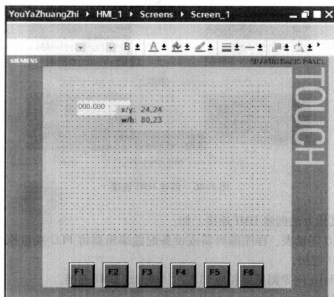 YouYaZhuangZhi ▸ HMI_1 ▸ Screens ▸ Screen_1
B A
SIEMENS
SIMATIC BASIC PANEL
TOUCH
000.000
x/y: 24,24
w/h: 80,23
F1 F2 F3 F4 F5 F6